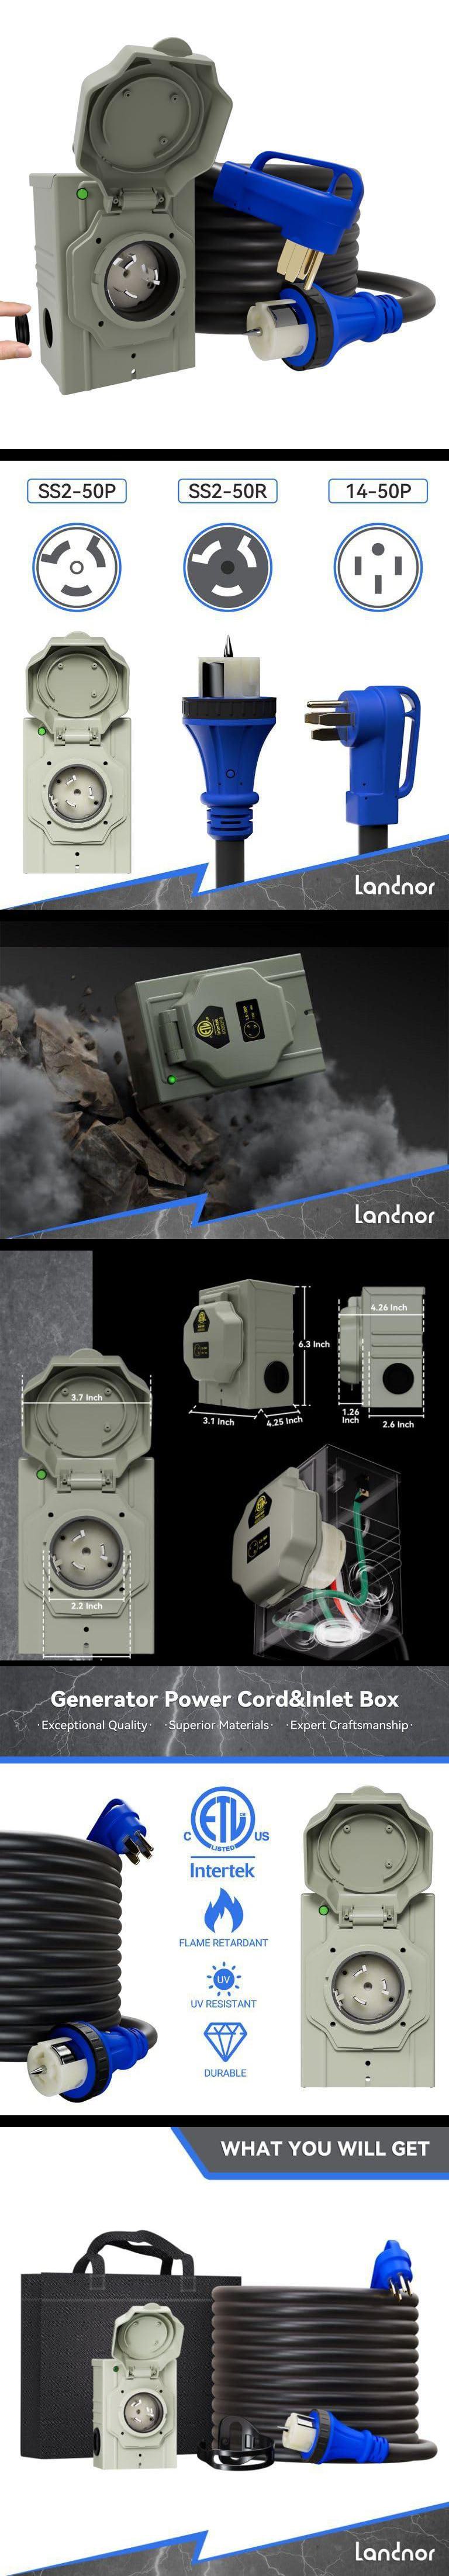 SS2-50P SS2-50R 14-50P
Landnor
ETL
Landnor
3.7 Inch
2.2 Inch
6.3 Inch
3.1 Inch
4.25 Inch
4.26 Inch
1.26 Inch
2.6 Inch
Generator Power Cord&Inlet Box
·Exceptional Quality· ·Superior Materials· ·Expert Craftsmanship·
C ETL CM US
LISTED
Intertek
FLAME RETARDANT
UV
UV RESISTANT
DURABLE
WHAT YOU WILL GET
Landnor